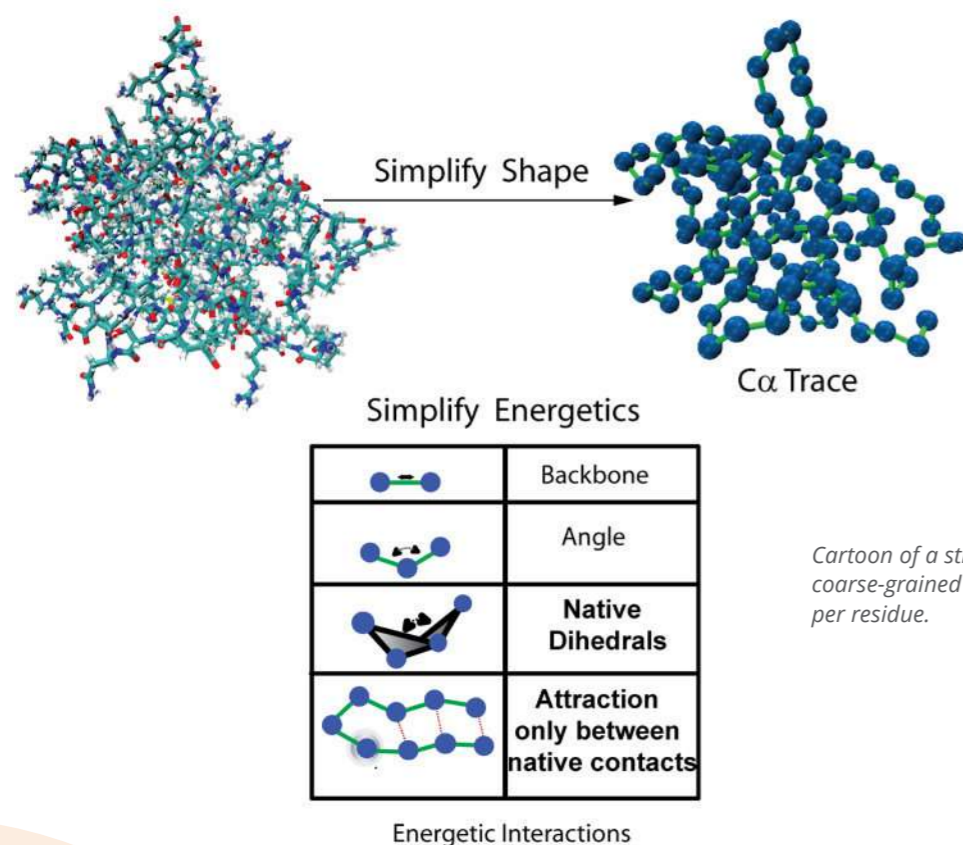 Simplify Shape
Cα Trace
Simplify Energetics
Backbone
Angle
Native
Dihedrals
Attraction
only between
native contacts
Energetic Interactions
Cartoon of a
coarse-grained
per residue.